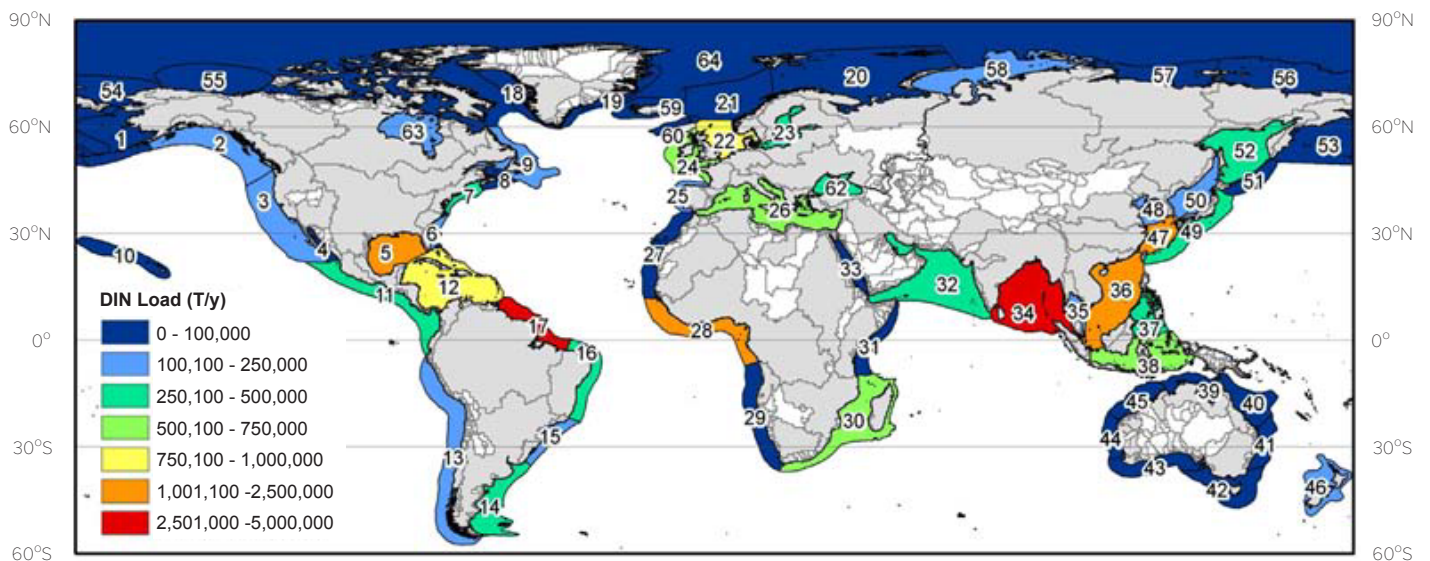 90°N 90°N
64
55 58 57 56
54 20
18 19 59 21
60°N 63 60 23 60°N
1 2 22 52 53
9 24
8 51
7 25 62 48 50
3 26
30°N 6 47 49 30°N
5 27
10 4 33
12 32 36
11 35
DIN Load (T/y) 34
0 - 100,000 17 28 37
0° 0°
100,100 - 250,000 16 31
38
250,100 - 500,000 39
45 40
500,100 - 750,000 29 30
30°S 15 44 41 30°S
750,100 - 1,000,000 13 43
42 46
1,001,100 -2,500,000 14
2,501,000 -5,000,000
60°S 60°S